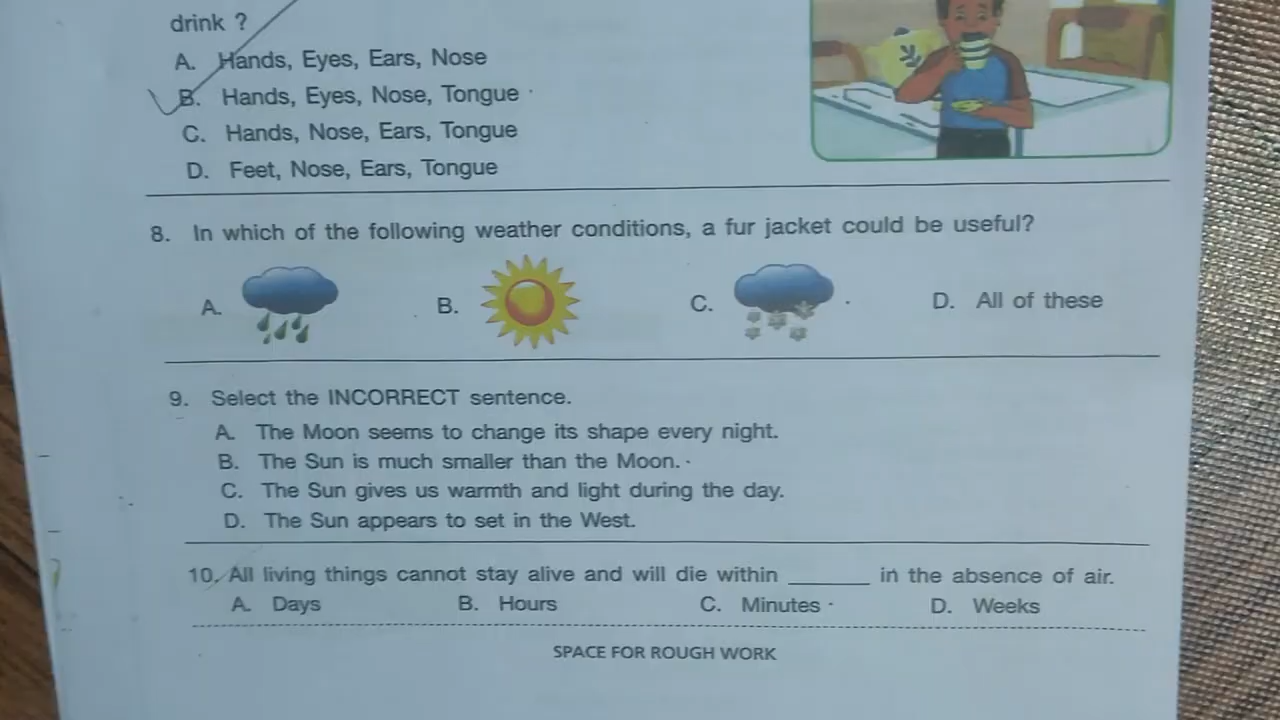 drink ?
A. Hands, Eyes, Ears, Nose
B. Hands, Eyes, Nose, Tongue
C. Hands, Nose, Ears, Tongue
D. Feet, Nose, Ears, Tongue
8. In which of the following weather conditions, a fur jacket could be useful?
A. B. C. D. All of these
9. Select the INCORRECT sentence.
A. The Moon seems to change its shape every night.
B. The Sun is much smaller than the Moon.
C. The Sun gives us warmth and light during the day.
D. The Sun appears to set in the West.
10. All living things cannot stay alive and will die within ______ in the absence of air.
A. Days B. Hours C. Minutes D. Weeks
SPACE FOR ROUGH WORK